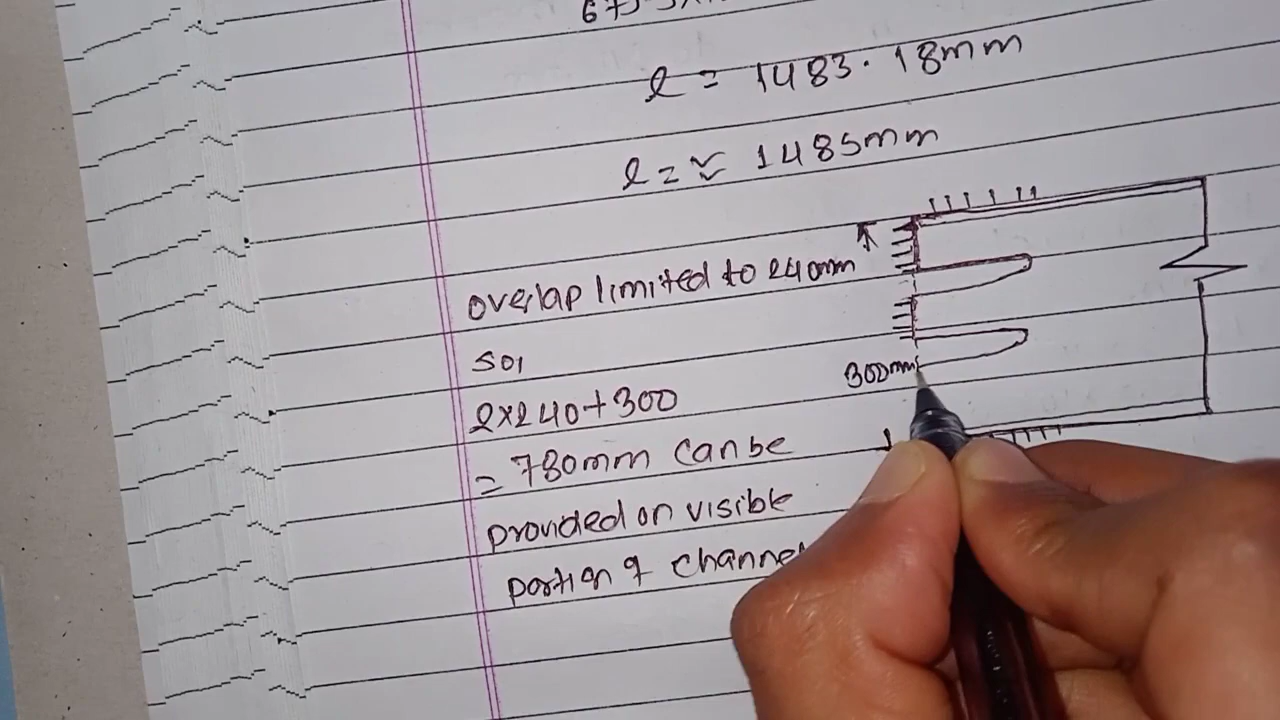 l = 1483.18mm
l = ≈ 1485mm
overlap limited to 240mm
so,
2x240+300
300mm
= 780mm can be
provided on visible
portion of channel